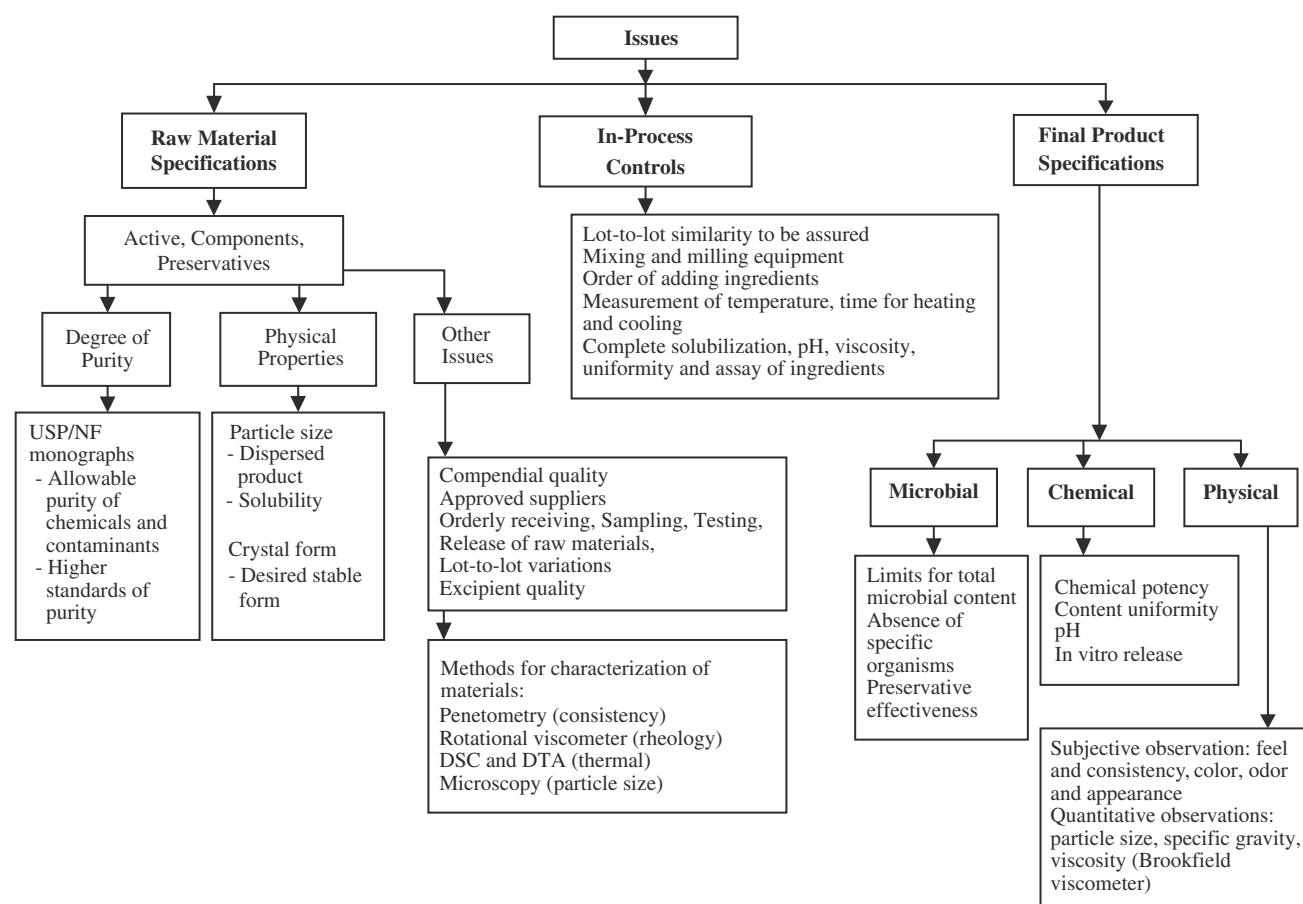 Issues
Raw Material
Specifications
In-Process
Controls
Final Product
Specifications
Active, Components,
Preservatives
Degree of
Purity
Physical
Properties
Other
Issues
USP/NF
monographs
- Allowable
purity of
chemicals and
contaminants
- Higher
standards of
purity
Particle size
- Dispersed
product
- Solubility
Crystal form
- Desired stable
form
Compendial quality
Approved suppliers
Orderly receiving, Sampling, Testing,
Release of raw materials,
Lot-to-lot variations
Excipient quality
Methods for characterization of
materials:
Penetometry (consistency)
Rotational viscometer (rheology)
DSC and DTA (thermal)
Microscopy (particle size)
Lot-to-lot similarity to be assured
Mixing and milling equipment
Order of adding ingredients
Measurement of temperature, time for heating
and cooling
Complete solubilization, pH, viscosity,
uniformity and assay of ingredients
Microbial
Chemical
Physical
Limits for total
microbial content
Absence of
specific
organisms
Preservative
effectiveness
Chemical potency
Content uniformity
pH
In vitro release
Subjective observation: feel
and consistency, color, odor
and appearance
Quantitative observations:
particle size, specific gravity,
viscosity (Brookfield
viscometer)